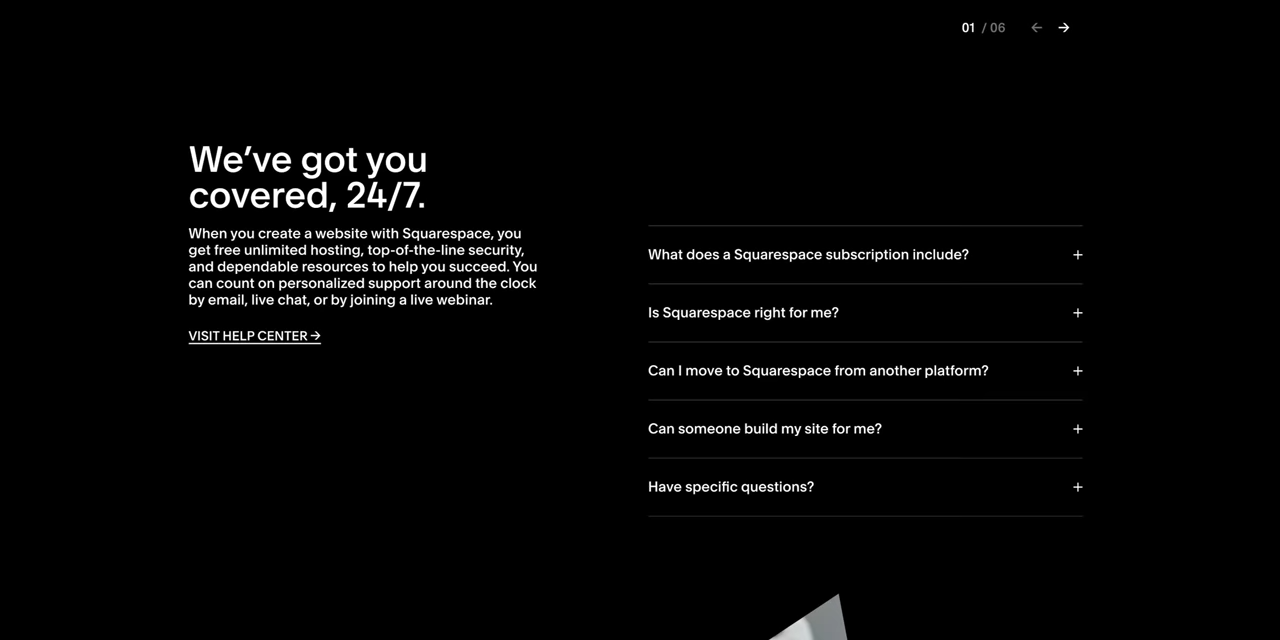 01 / 06 ← →
We’ve got you
covered, 24/7.
When you create a website with Squarespace, you
get free unlimited hosting, top-of-the-line security,
and dependable resources to help you succeed. You
can count on personalized support around the clock
by email, live chat, or by joining a live webinar.
VISIT HELP CENTER →
What does a Squarespace subscription include? +
Is Squarespace right for me? +
Can I move to Squarespace from another platform? +
Can someone build my site for me? +
Have specific questions? +